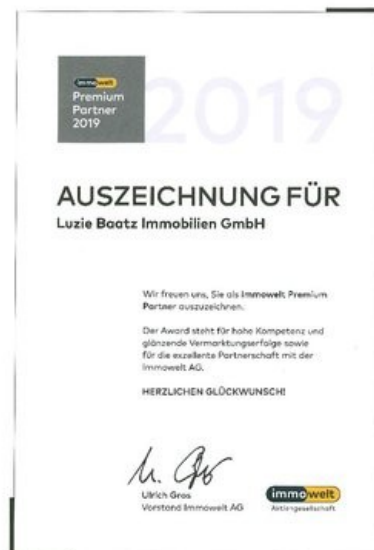 immowelt
Premium
Partner
2019
2019
AUSZEICHNUNG FÜR
Luzie Baatz Immobilien GmbH
Wir freuen uns, Sie als Immowelt Premium
Partner auszuzeichnen.
Der Award steht für hohe Kompetenz und
glänzende Vermarktungserfolge sowie
für die exzellente Partnerschaft mit der
Immowelt AG.
HERZLICHEN GLÜCKWUNSCH!
Ulrich Gros
Vorstand Immowelt AG
immowelt
Aktiengesellschaft